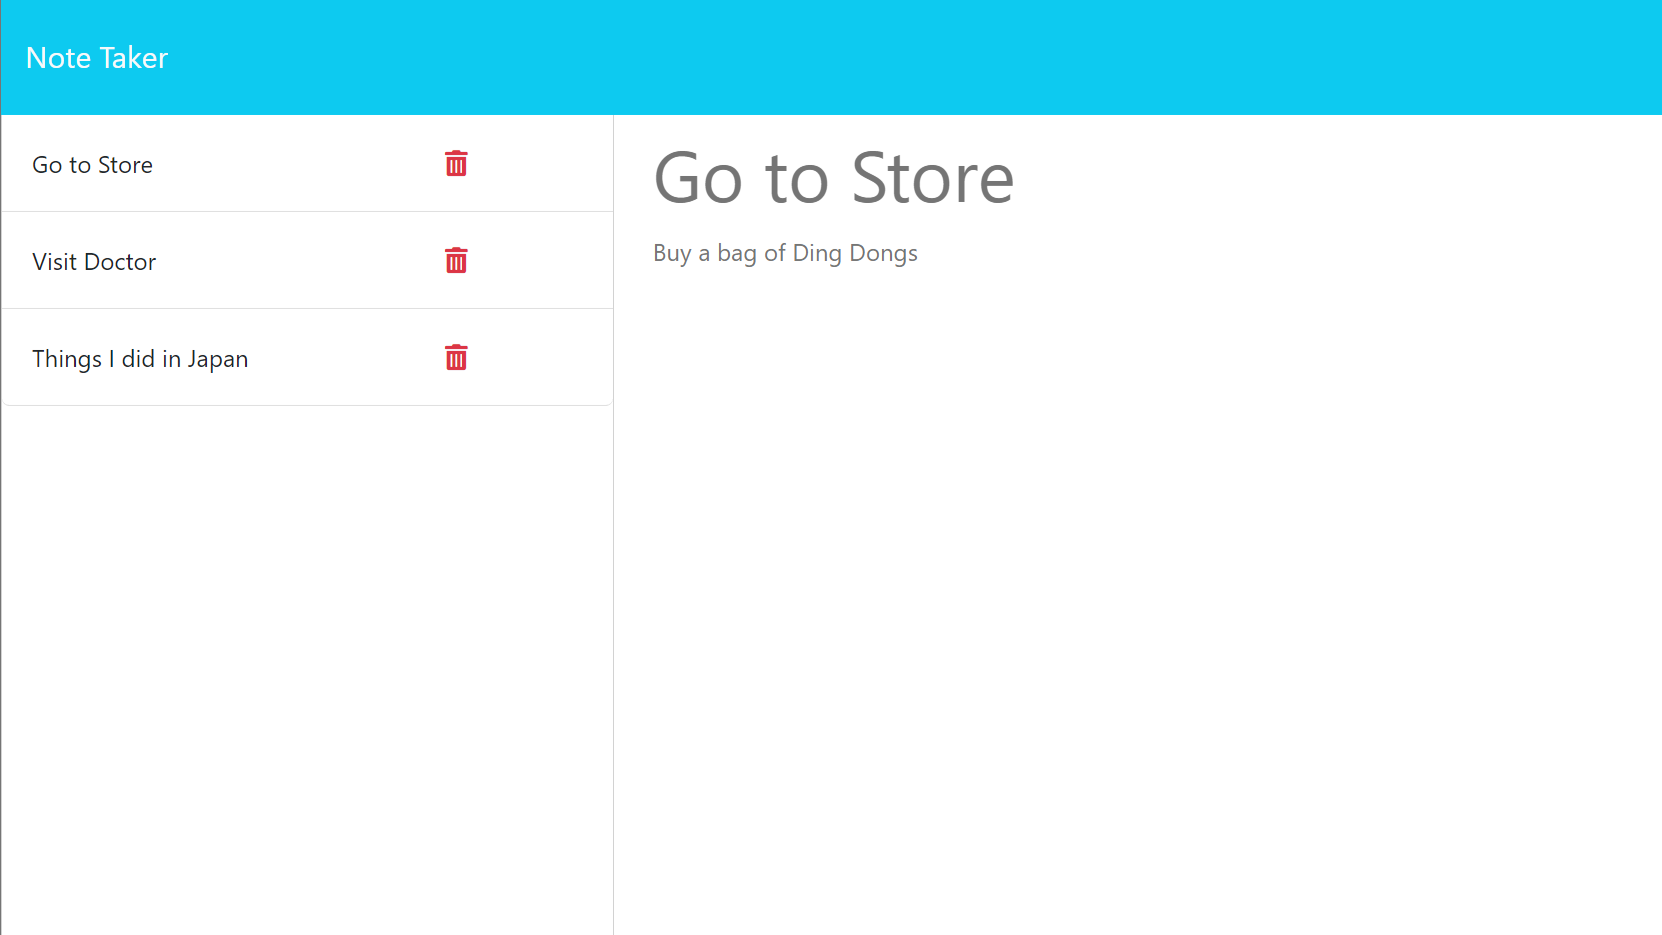 Note Taker
Go to Store
Visit Doctor
Things I did in Japan
Go to Store
Buy a bag of Ding Dongs